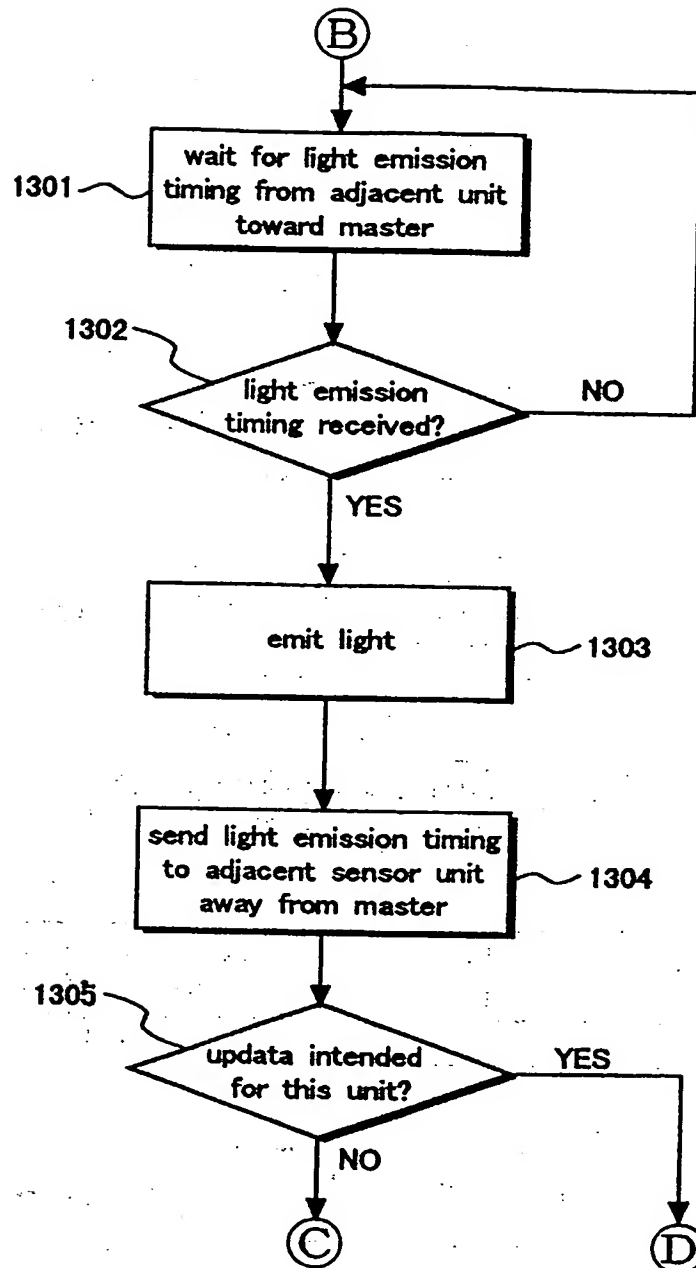 B
wait for light emission
timing from adjacent unit
toward master
1301
1302
light emission
timing received?
NO
YES
emit light
1303
send light emission timing
to adjacent sensor unit
away from master
1304
1305
updata intended
for this unit?
YES
NO
C
D